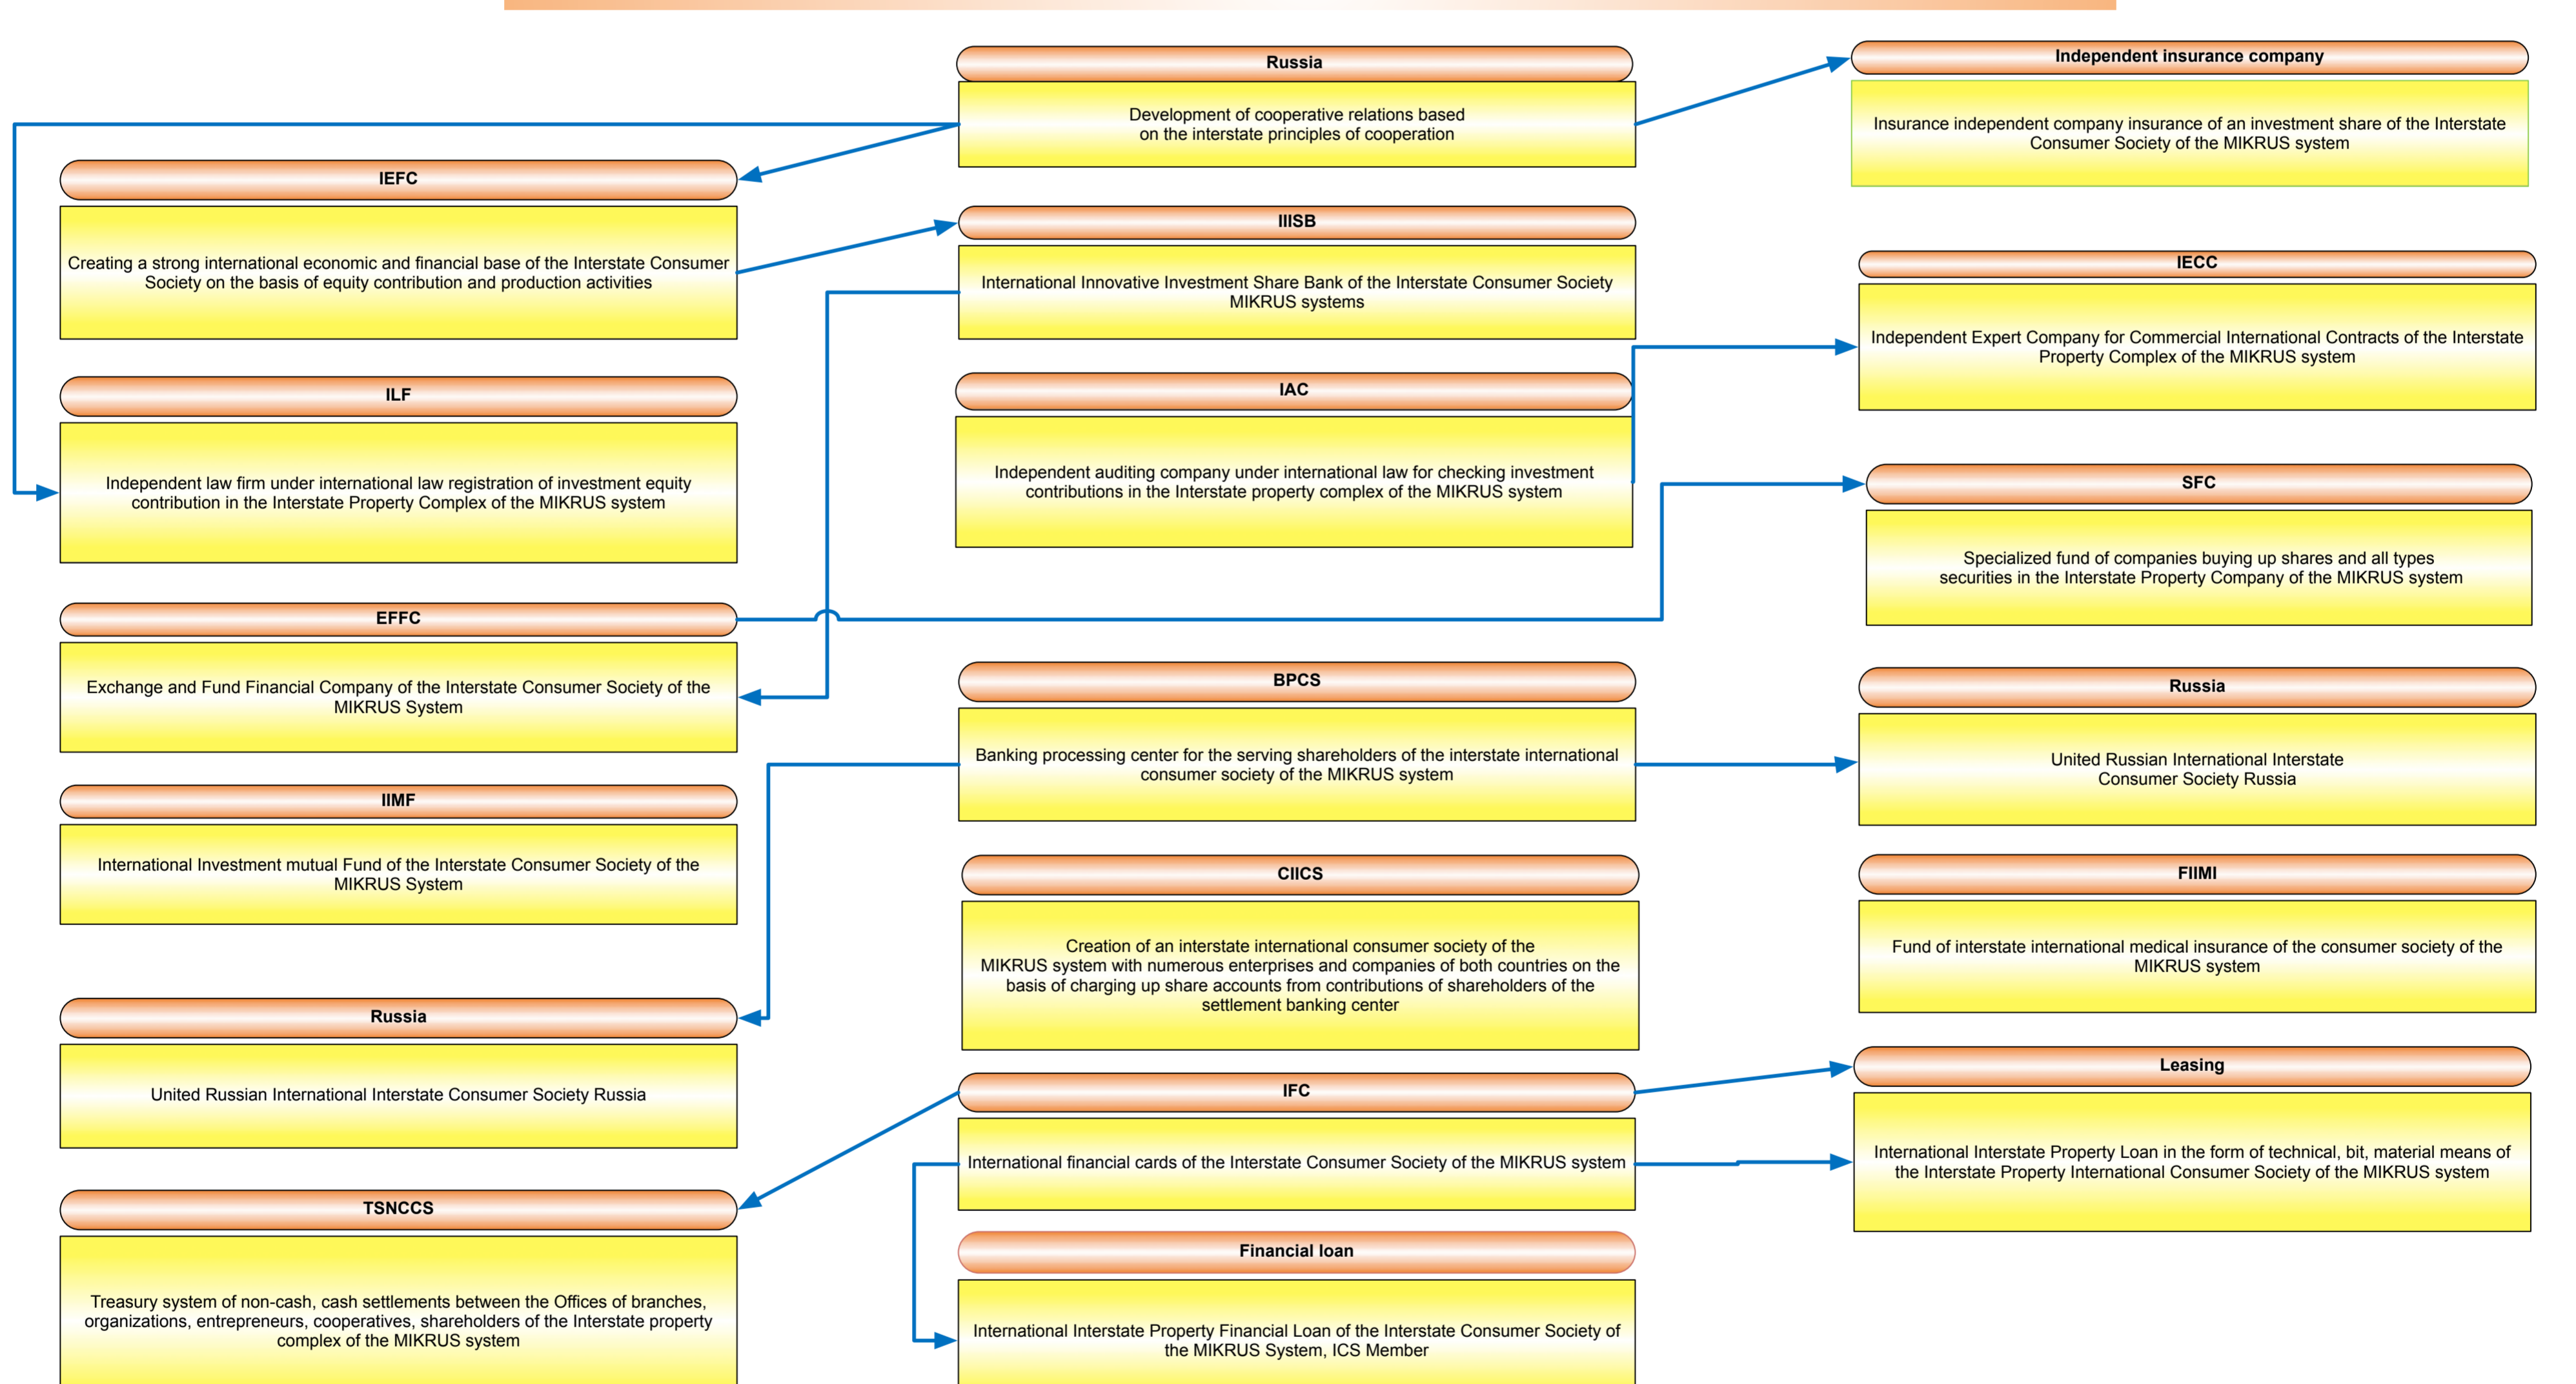 Russia
Development of cooperative relations based
on the interstate principles of cooperation
Independent insurance company
Insurance independent company insurance of an investment share of the Interstate
Consumer Society of the MIKRUS system
IEFC
Creating a strong international economic and financial base of the Interstate Consumer
Society on the basis of equity contribution and production activities
IIISB
International Innovative Investment Share Bank of the Interstate Consumer Society
MIKRUS systems
IECC
Independent Expert Company for Commercial International Contracts of the Interstate
Property Complex of the MIKRUS system
ILF
Independent law firm under international law registration of investment equity
contribution in the Interstate Property Complex of the MIKRUS system
IAC
Independent auditing company under international law for checking investment
contributions in the Interstate property complex of the MIKRUS system
SFC
Specialized fund of companies buying up shares and all types
securities in the Interstate Property Company of the MIKRUS system
EFFC
Exchange and Fund Financial Company of the Interstate Consumer Society of the
MIKRUS System
BPCS
Banking processing center for the serving shareholders of the interstate international
consumer society of the MIKRUS system
Russia
United Russian International Interstate
Consumer Society Russia
IIMF
International Investment mutual Fund of the Interstate Consumer Society of the
MIKRUS System
CIICS
Creation of an interstate international consumer society of the
MIKRUS system with numerous enterprises and companies of both countries on the
basis of charging up share accounts from contributions of shareholders of the
settlement banking center
FIIMI
Fund of interstate international medical insurance of the consumer society of the
MIKRUS system
Russia
United Russian International Interstate Consumer Society Russia
IFC
International financial cards of the Interstate Consumer Society of the MIKRUS system
Leasing
International Interstate Property Loan in the form of technical, bit, material means of
the Interstate Property International Consumer Society of the MIKRUS system
TSNCCS
Treasury system of non-cash, cash settlements between the Offices of branches,
organizations, entrepreneurs, cooperatives, shareholders of the Interstate property
complex of the MIKRUS system
Financial loan
International Interstate Property Financial Loan of the Interstate Consumer Society of
the MIKRUS System, ICS Member